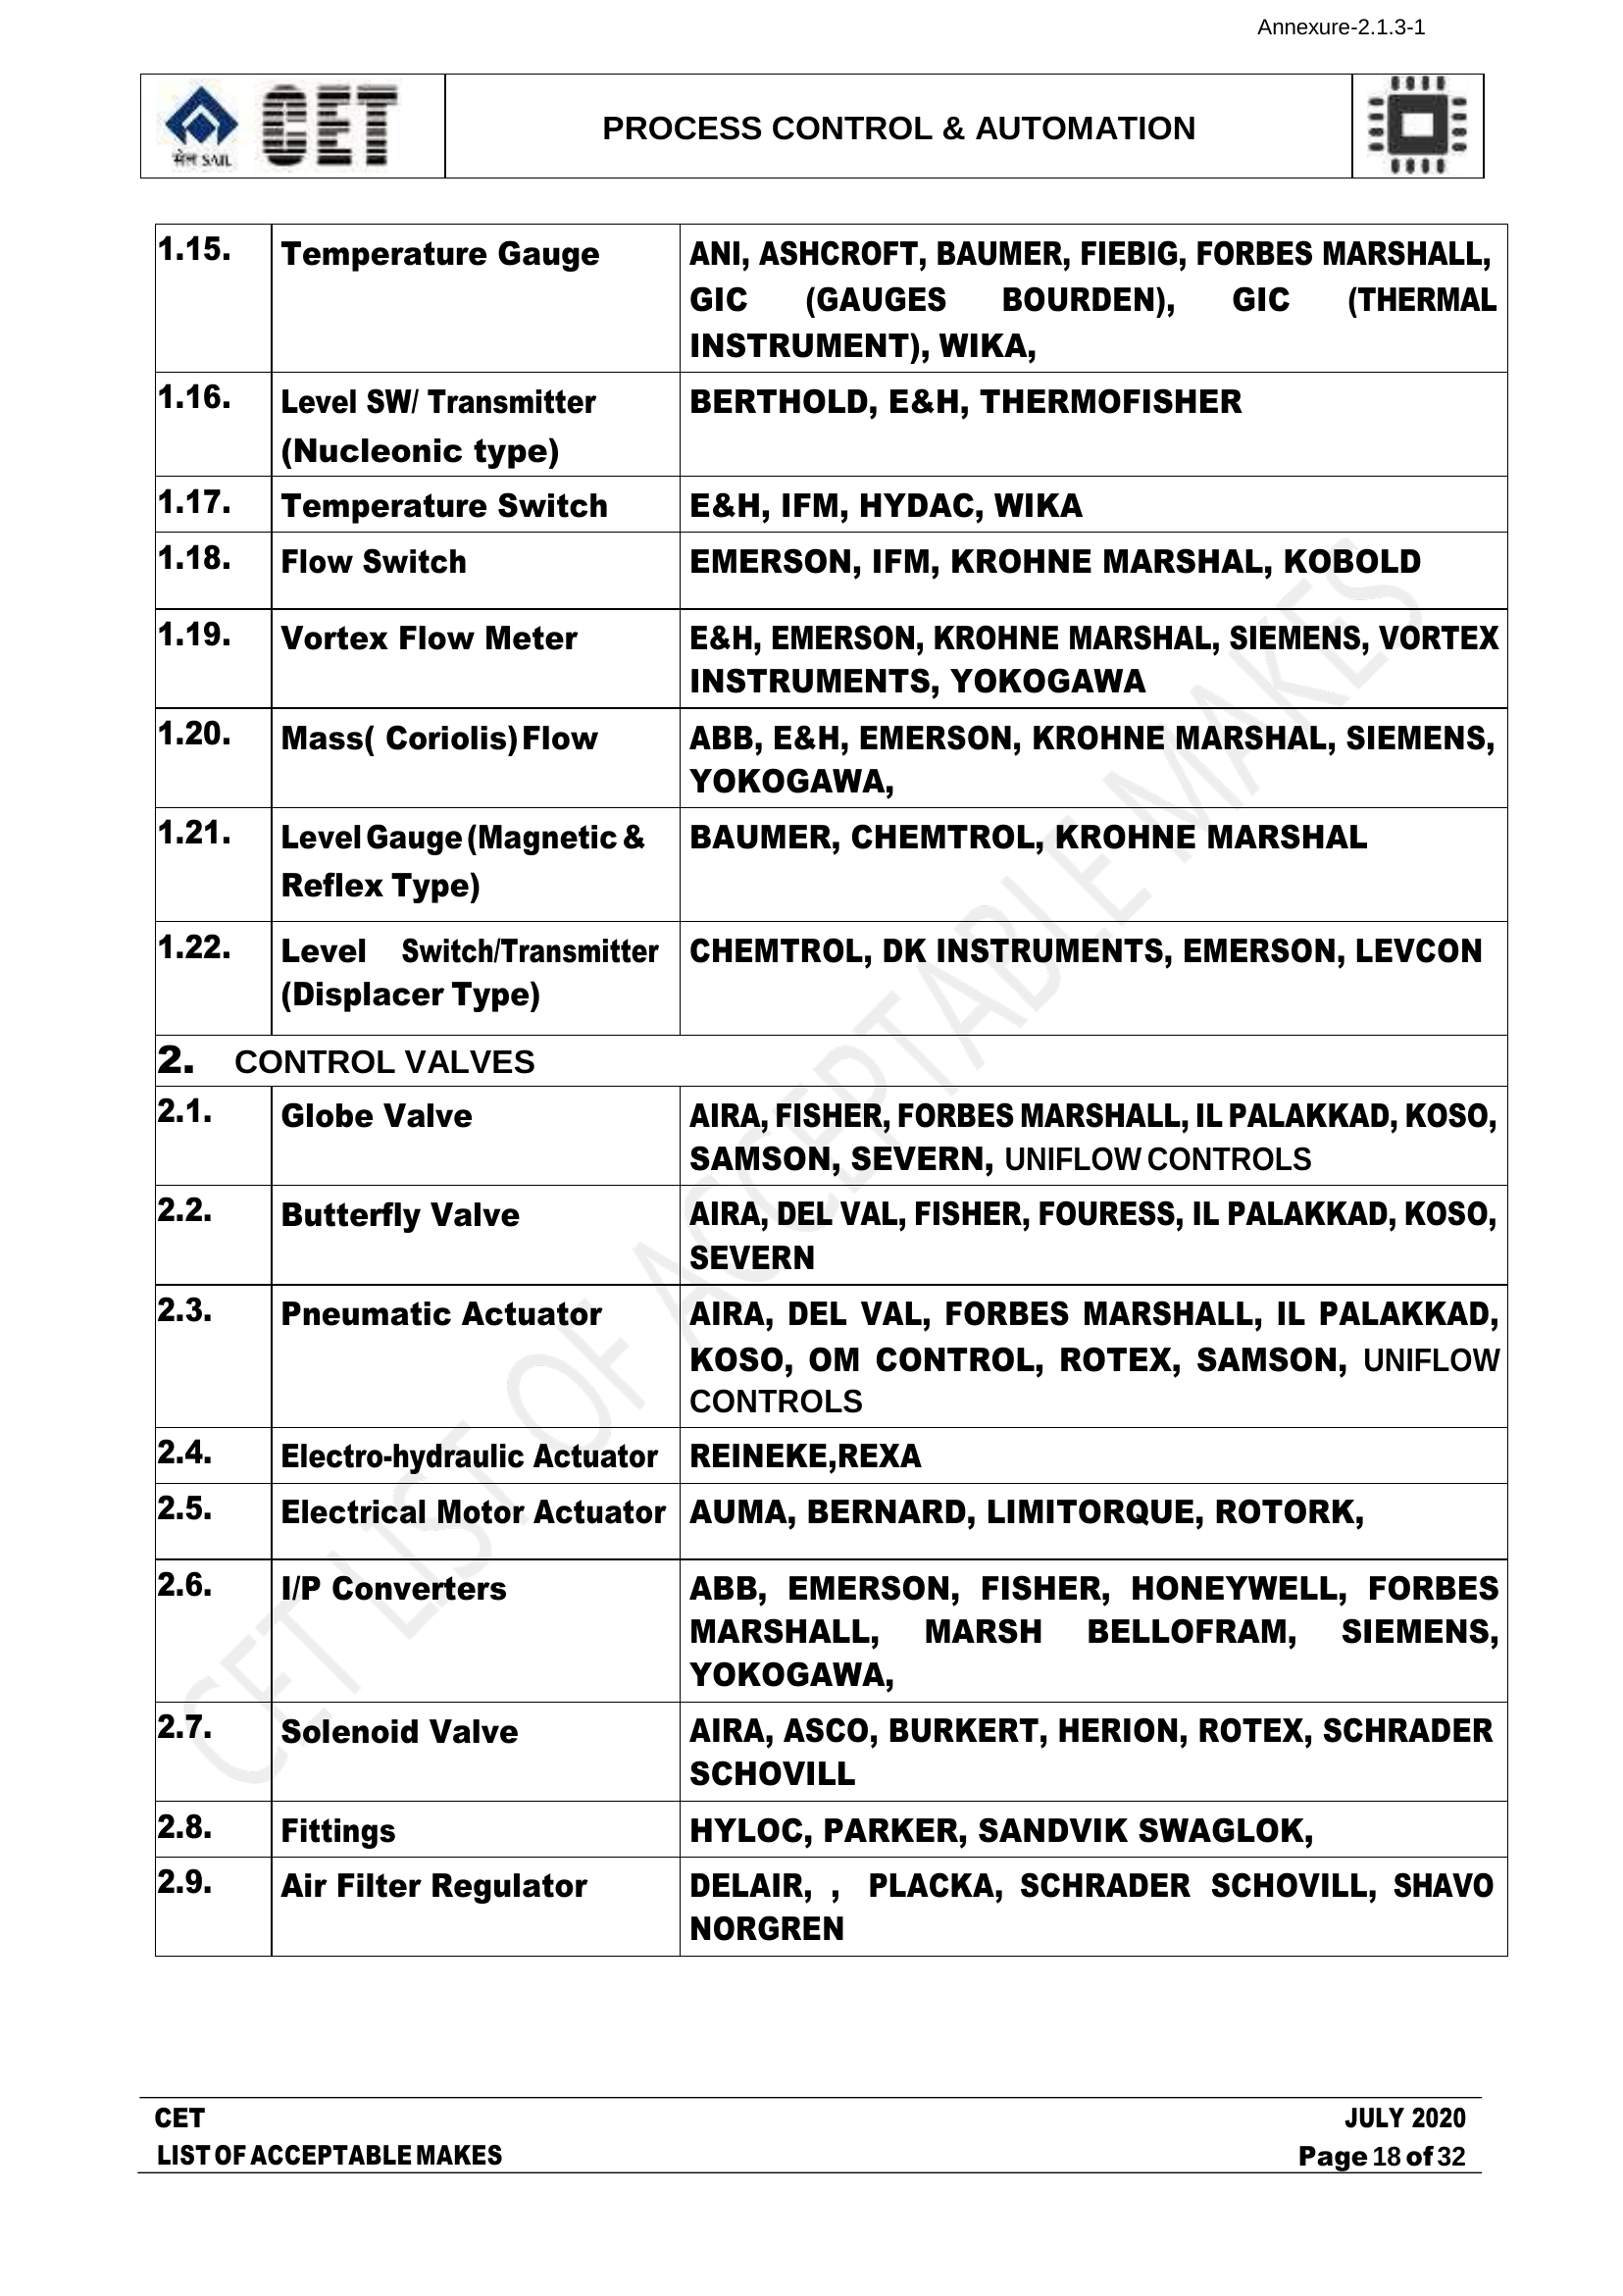 Annexure-2.1.3-1
सेल SAIL
CET
PROCESS CONTROL & AUTOMATION
1.15. Temperature Gauge ANI, ASHCROFT, BAUMER, FIEBIG, FORBES MARSHALL,
GIC (GAUGES BOURDEN), GIC (THERMAL
INSTRUMENT), WIKA,
1.16. Level SW/ Transmitter BERTHOLD, E&H, THERMOFISHER
(Nucleonic type)
1.17. Temperature Switch E&H, IFM, HYDAC, WIKA
1.18. Flow Switch EMERSON, IFM, KROHNE MARSHAL, KOBOLD
1.19. Vortex Flow Meter E&H, EMERSON, KROHNE MARSHAL, SIEMENS, VORTEX
INSTRUMENTS, YOKOGAWA
1.20. Mass( Coriolis) Flow ABB, E&H, EMERSON, KROHNE MARSHAL, SIEMENS,
YOKOGAWA,
1.21. Level Gauge (Magnetic & BAUMER, CHEMTROL, KROHNE MARSHAL
Reflex Type)
1.22. Level Switch/Transmitter CHEMTROL, DK INSTRUMENTS, EMERSON, LEVCON
(Displacer Type)
2. CONTROL VALVES
2.1. Globe Valve AIRA, FISHER, FORBES MARSHALL, IL PALAKKAD, KOSO,
SAMSON, SEVERN, UNIFLOW CONTROLS
2.2. Butterfly Valve AIRA, DEL VAL, FISHER, FOURESS, IL PALAKKAD, KOSO,
SEVERN
2.3. Pneumatic Actuator AIRA, DEL VAL, FORBES MARSHALL, IL PALAKKAD,
KOSO, OM CONTROL, ROTEX, SAMSON, UNIFLOW
CONTROLS
2.4. Electro-hydraulic Actuator REINEKE,REXA
2.5. Electrical Motor Actuator AUMA, BERNARD, LIMITORQUE, ROTORK,
2.6. I/P Converters ABB, EMERSON, FISHER, HONEYWELL, FORBES
MARSHALL, MARSH BELLOFRAM, SIEMENS,
YOKOGAWA,
2.7. Solenoid Valve AIRA, ASCO, BURKERT, HERION, ROTEX, SCHRADER
SCHOVILL
2.8. Fittings HYLOC, PARKER, SANDVIK SWAGLOK,
2.9. Air Filter Regulator DELAIR, , PLACKA, SCHRADER SCHOVILL, SHAVO
NORGREN
CET LIST OF ACCEPTABLE MAKES
CET JULY 2020
LIST OF ACCEPTABLE MAKES Page 18 of 32